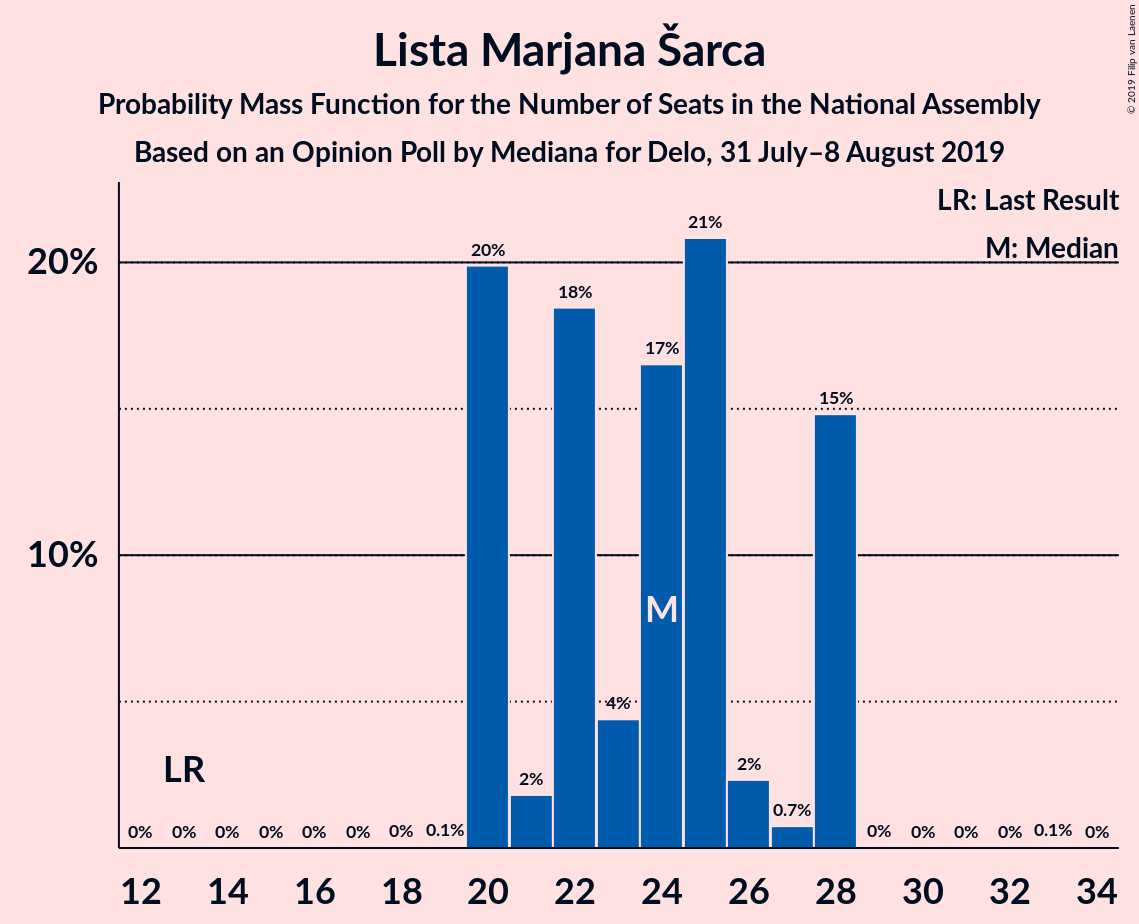 Lista Marjana Šarca
Probability Mass Function for the Number of Seats in the National Assembly
Based on an Opinion Poll by Mediana for Delo, 31 July–8 August 2019
© 2019 Filip van Laenen
LR: Last Result
M: Median
20%
10%
0% 0% 0% 0% 0% 0% 0% 0.1% 20% 2% 18% 4% 17% 21% 2% 0.7% 15% 0% 0% 0% 0% 0.1% 0%
LR
M
12 14 16 18 20 22 24 26 28 30 32 34